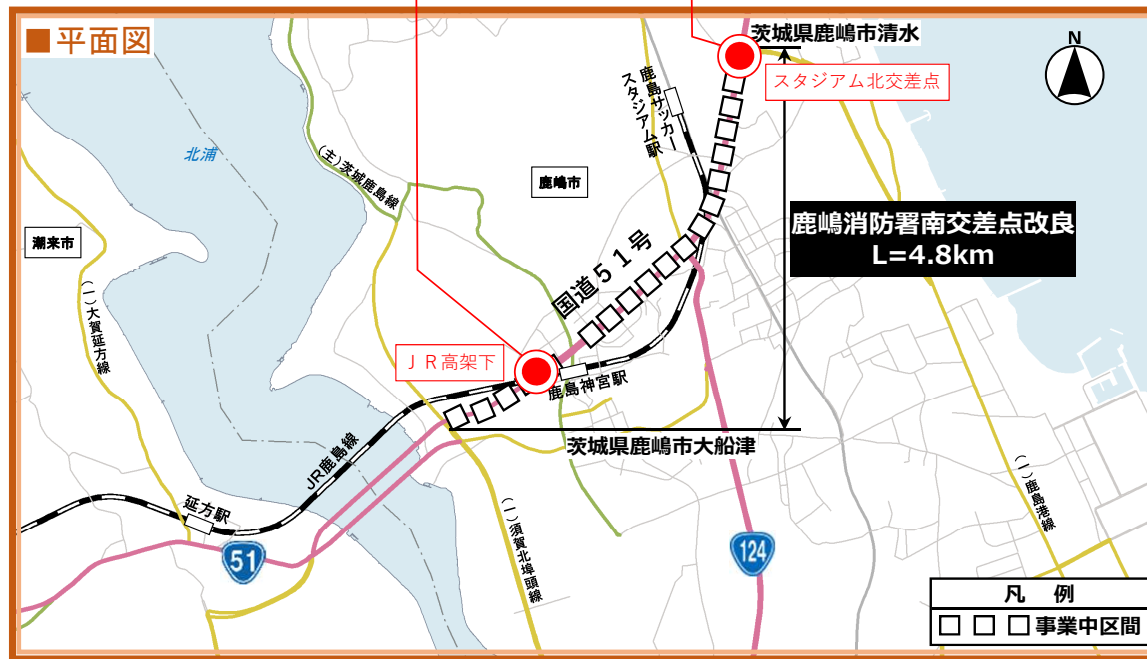 ■平面図
茨城県鹿嶋市清水
N
スタジアム北交差点
鹿島サッカー
スタジアム駅
北浦
(主)茨城鹿島線
鹿嶋市
潮来市
鹿嶋消防署南交差点改良
L=4.8km
国道51号
(一)大賀延方線
JR高架下
鹿島神宮駅
茨城県鹿嶋市大船津
JR鹿島線
延方駅
(一)須賀北埠頭線
(一)鹿島港線
51
124
凡 例
□ □ □ 事業中区間